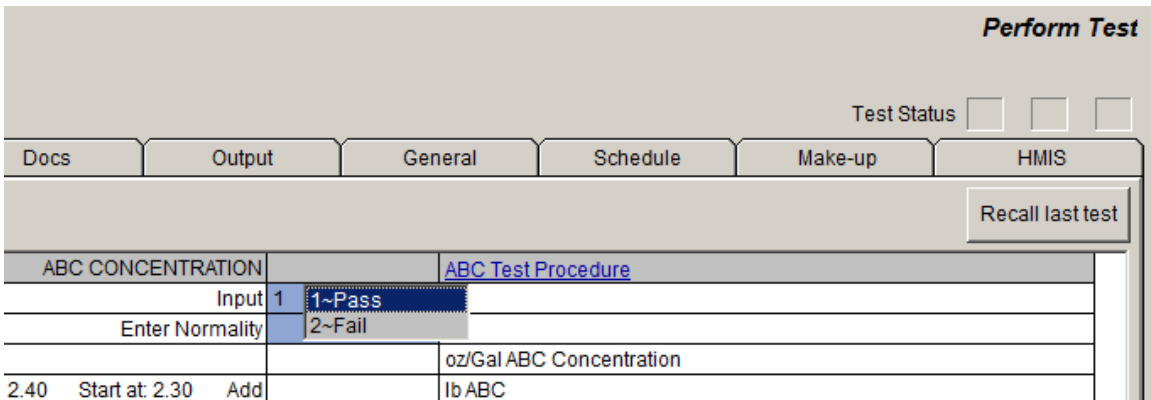 Perform Test
Test Status
Docs Output General Schedule Make-up HMIS
Recall last test
ABC CONCENTRATION ABC Test Procedure
Input 1 1~Pass
Enter Normality 2~Fail
oz/Gal ABC Concentration
2.40 Start at: 2.30 Add lb ABC